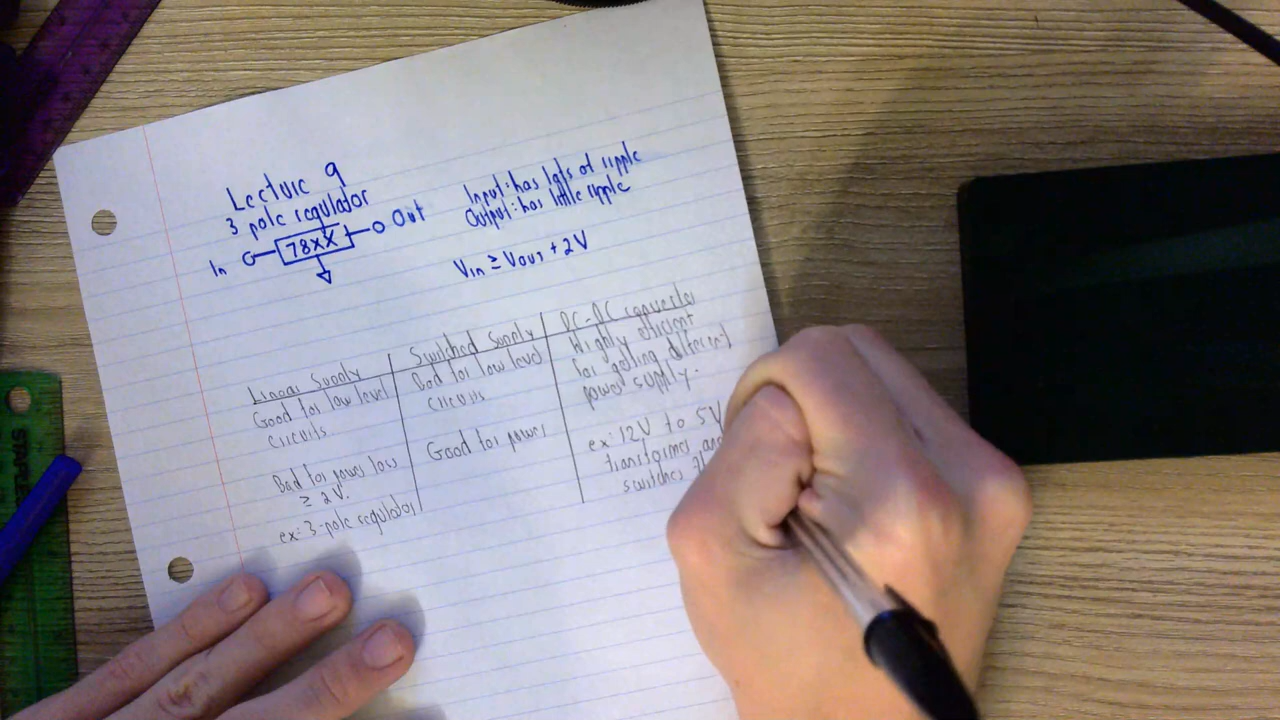 Lecture 9
3 pole regulator
In 78xx Out
Input: has lots of ripple
Output: has little ripple
Vin ≥ Vout + 2V
Linear Supply
Good for low level
circuits
Bad for power low
≥ 2V.
ex: 3-pole regulator
Switched Supply
Bad for low level
circuits
Good for power
DC-DC converter
Highly efficient
for getting different
power supply.
ex: 12V to 5V
transformer and
switches
STAPLES